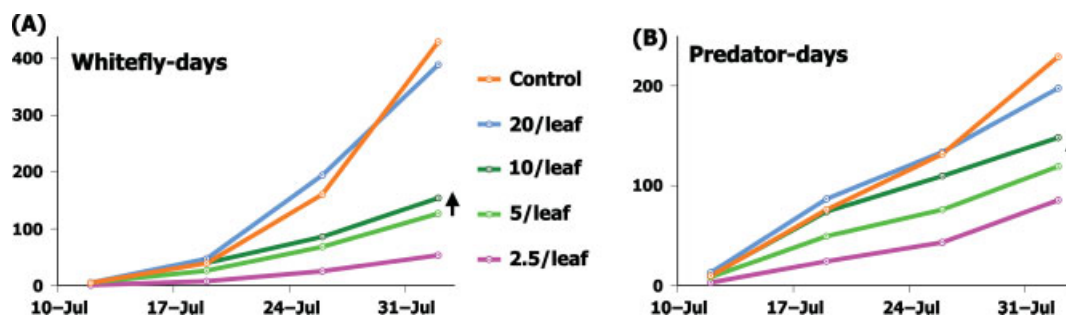 (A)
Whitefly-days
400
300
200
100
0
10–Jul 17–Jul 24–Jul 31–Jul
Control
20/leaf
10/leaf
5/leaf
2.5/leaf
(B)
Predator-days
200
100
0
10–Jul 17–Jul 24–Jul 31–Jul